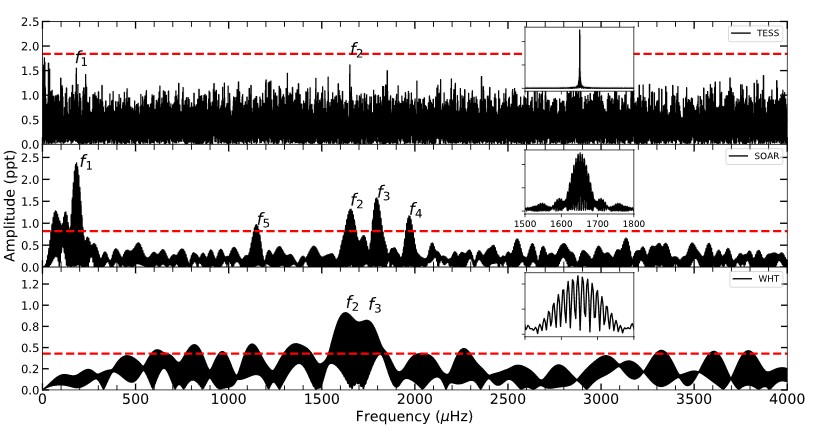 2.5
2.0
1.5
1.0
0.5
0.0
f1
f2
TESS
Amplitude (ppt)
2.5
2.0
1.5
1.0
0.5
0.0
f1
f5
f2
f3
f4
SOAR
1500 1600 1700 1800
1.2
1.0
0.8
0.5
0.2
0.0
f2 f3
WHT
0 500 1000 1500 2000 2500 3000 3500 4000
Frequency (μHz)